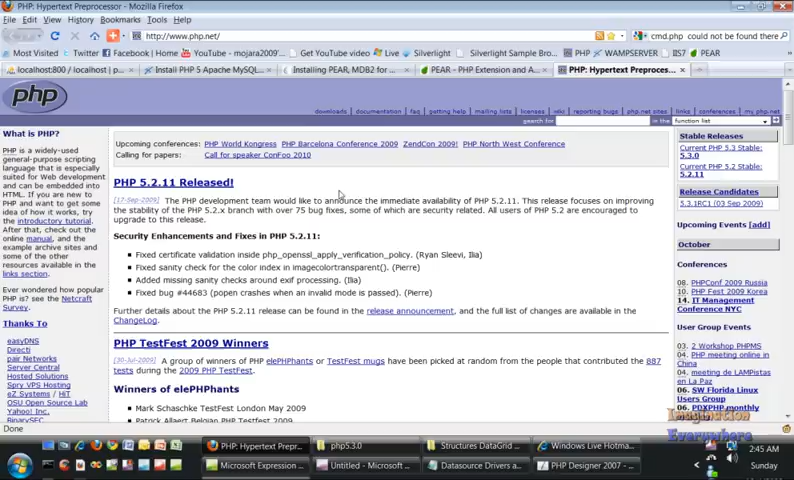 PHP: Hypertext Preprocessor - Mozilla Firefox
File Edit View History Bookmarks Tools Help
http://www.php.net/
cmd.php could not be found there
Most Visited Twitter Facebook | Home YouTube - mojara2009'... Get YouTube video Live Silverlight Silverlight Sample Bro... PHP WAMPSERVER IIS7 PEAR
localhost:800 / localhost | p... Install PHP 5 Apache MySQL... Installing PEAR, MDB2 for ... PEAR - PHP Extension and A... PHP: Hypertext Preproces...
php
downloads | documentation | faq | getting help | mailing lists | licenses | wiki | reporting bugs | php.net sites | links | conferences | my php.net
search for in the function list
What is PHP?
PHP is a widely-used
general-purpose scripting
language that is especially
suited for Web development
and can be embedded into
HTML. If you are new to
PHP and want to get some
idea of how it works, try
the introductory tutorial.
After that, check out the
online manual, and the
example archive sites and
some of the other
resources available in the
links section.
Ever wondered how popular
PHP is? see the Netcraft
Survey.
Thanks To
easyDNS
Directi
pair Networks
Server Central
Hosted Solutions
Spry VPS Hosting
eZ Systems / HiT
OSU Open Source Lab
Yahoo! Inc.
BinarySEC
Upcoming conferences: PHP World Kongress PHP Barcelona Conference 2009 ZendCon 2009! PHP North West Conference
Calling for papers: Call for speaker ConFoo 2010
PHP 5.2.11 Released!
[17-Sep-2009] The PHP development team would like to announce the immediate availability of PHP 5.2.11. This release focuses on improving
the stability of the PHP 5.2.x branch with over 75 bug fixes, some of which are security related. All users of PHP 5.2 are encouraged to
upgrade to this release.
Security Enhancements and Fixes in PHP 5.2.11:
Fixed certificate validation inside php_openssl_apply_verification_policy. (Ryan Sleevi, Ilia)
Fixed sanity check for the color index in imagecolortransparent(). (Pierre)
Added missing sanity checks around exif processing. (Ilia)
Fixed bug #44683 (popen crashes when an invalid mode is passed). (Pierre)
Further details about the PHP 5.2.11 release can be found in the release announcement, and the full list of changes are available in the
ChangeLog.
PHP TestFest 2009 Winners
[30-Jul-2009] A group of winners of PHP elePHPhants or TestFest mugs have been picked at random from the people that contributed the 887
tests during the 2009 PHP TestFest.
Winners of elePHPhants
Mark Schaschke TestFest London May 2009
Patrick Allaert Belgian PHP Testfest 2009
Stable Releases
Current PHP 5.3 Stable:
5.3.0
Current PHP 5.2 Stable:
5.2.11
Release Candidates
5.3.1RC1 (03 Sep 2009)
Upcoming Events [add]
October
Conferences
08. PHPConf 2009 Russia
10. PHP Fest 2009 Korea
14. IT Management
Conference NYC
User Group Events
03. 2 Workshop PHPMS
04. PHP meeting online in
China
04. meeting de LAMPistas
en La Paz
06. SW Florida Linux
Users Group
06. PDXPHP monthly
Imagination
Everywhere
Done
PHP: Hypertext Prepr... php5.3.0 Structures DataGrid ... Windows Live Hotma... 2:45 AM
Microsoft Expression ... Untitled - Microsoft ... Datasource Drivers a... PHP Designer 2007 - ... Sunday